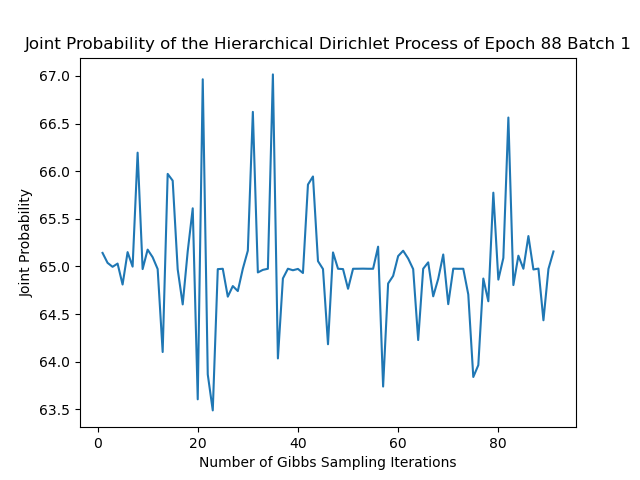 Joint Probability of the Hierarchical Dirichlet Process of Epoch 88 Batch 1
67.0
66.5
66.0
65.5
65.0
64.5
64.0
63.5
Joint Probability
0 20 40 60 80
Number of Gibbs Sampling Iterations